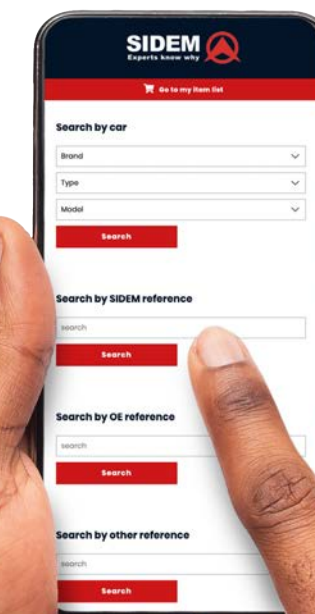 SIDEM
Experts know why
Go to my item list
Search by car
Brand
Type
Model
Search
Search by SIDEM reference
search
Search
Search by OE reference
search
Search
Search by other reference
search
Search